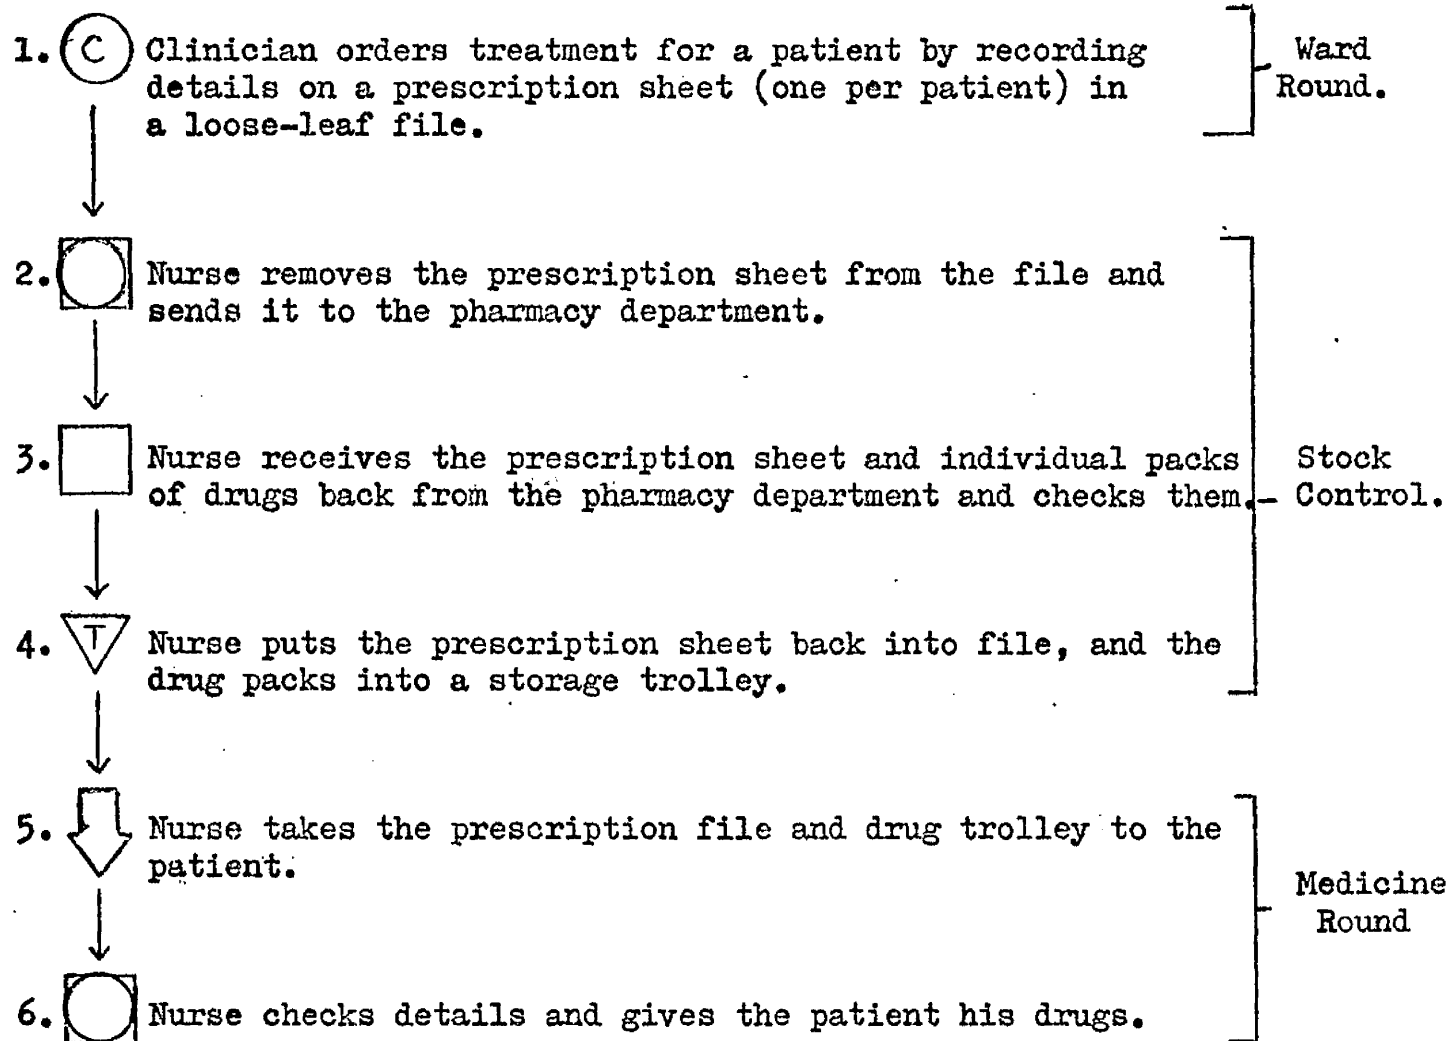 1. C Clinician orders treatment for a patient by recording
details on a prescription sheet (one per patient) in
a loose-leaf file.
Ward
Round.
2. Nurse removes the prescription sheet from the file and
sends it to the pharmacy department.
3. Nurse receives the prescription sheet and individual packs
of drugs back from the pharmacy department and checks them.
Stock
Control.
4. T Nurse puts the prescription sheet back into file, and the
drug packs into a storage trolley.
5. Nurse takes the prescription file and drug trolley to the
patient.
Medicine
Round
6. Nurse checks details and gives the patient his drugs.